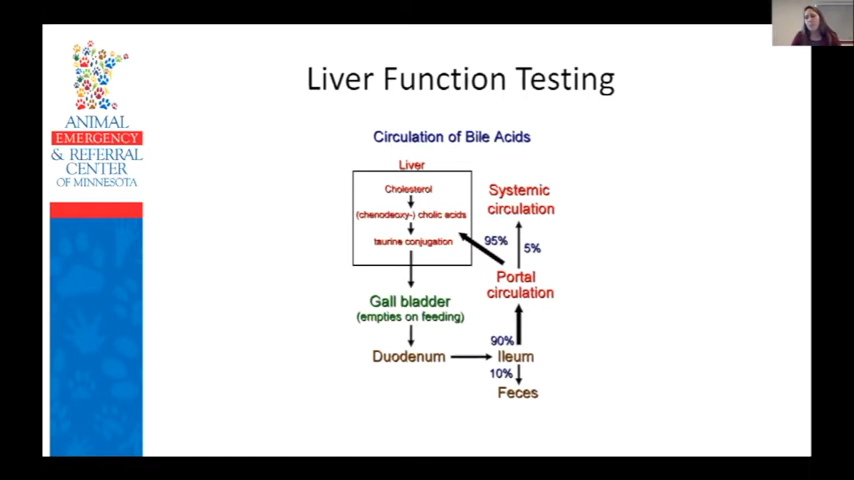 ANIMAL
EMERGENCY
& REFERRAL
CENTER
OF MINNESOTA
Liver Function Testing
Circulation of Bile Acids
Liver
Cholesterol
(chenodeoxy-) cholic acids
taurine conjugation
Systemic
circulation
95%
5%
Portal
circulation
Gall bladder
(empties on feeding)
90%
Duodenum
Ileum
10%
Feces